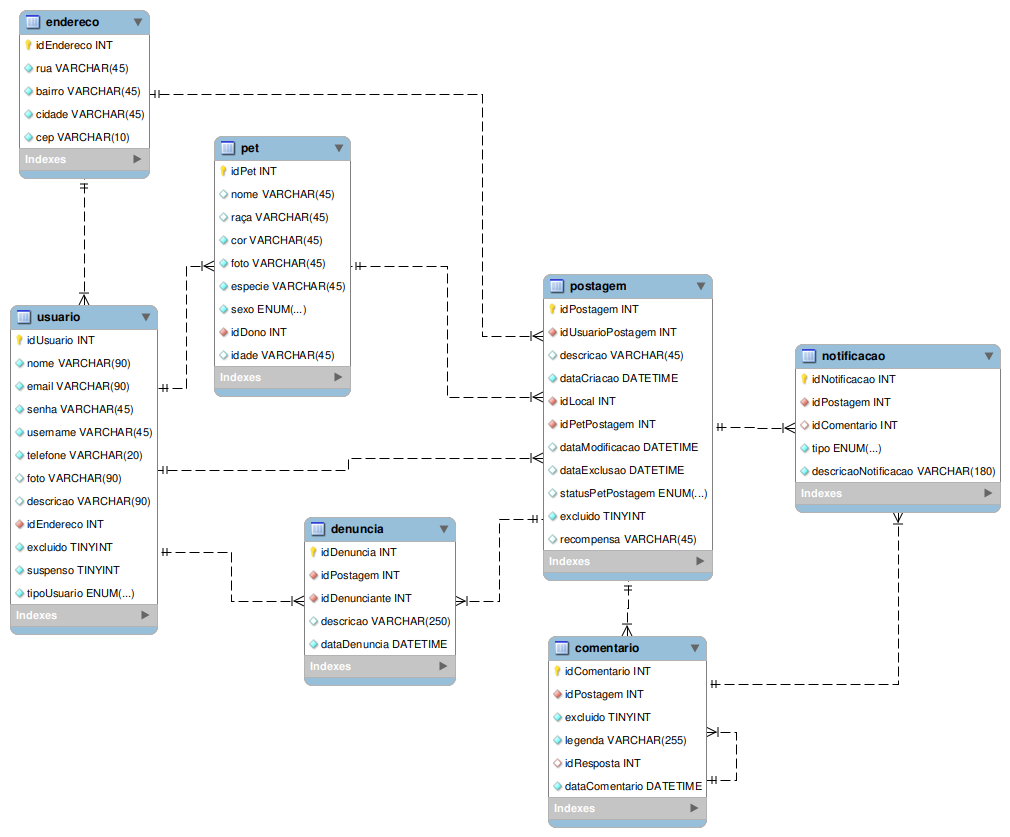 endereco
idEndereco INT
rua VARCHAR(45)
bairro VARCHAR(45)
cidade VARCHAR(45)
cep VARCHAR(10)
Indexes
pet
idPet INT
nome VARCHAR(45)
raça VARCHAR(45)
cor VARCHAR(45)
foto VARCHAR(45)
especie VARCHAR(45)
sexo ENUM(...)
idDono INT
idade VARCHAR(45)
Indexes
usuario
idUsuario INT
nome VARCHAR(90)
email VARCHAR(90)
senha VARCHAR(45)
username VARCHAR(45)
telefone VARCHAR(20)
foto VARCHAR(90)
descricao VARCHAR(90)
idEndereco INT
excluido TINYINT
suspenso TINYINT
tipoUsuario ENUM(...)
Indexes
postagem
idPostagem INT
idUsuarioPostagem INT
descricao VARCHAR(45)
dataCriacao DATETIME
idLocal INT
idPetPostagem INT
dataModificacao DATETIME
dataExclusao DATETIME
statusPetPostagem ENUM(...)
excluido TINYINT
recompensa VARCHAR(45)
Indexes
notificacao
idNotificacao INT
idPostagem INT
idComentario INT
tipo ENUM(...)
descricaoNotificacao VARCHAR(180)
Indexes
denuncia
idDenuncia INT
idPostagem INT
idDenunciante INT
descricao VARCHAR(250)
dataDenuncia DATETIME
Indexes
comentario
idComentario INT
idPostagem INT
excluido TINYINT
legenda VARCHAR(255)
idResposta INT
dataComentario DATETIME
Indexes